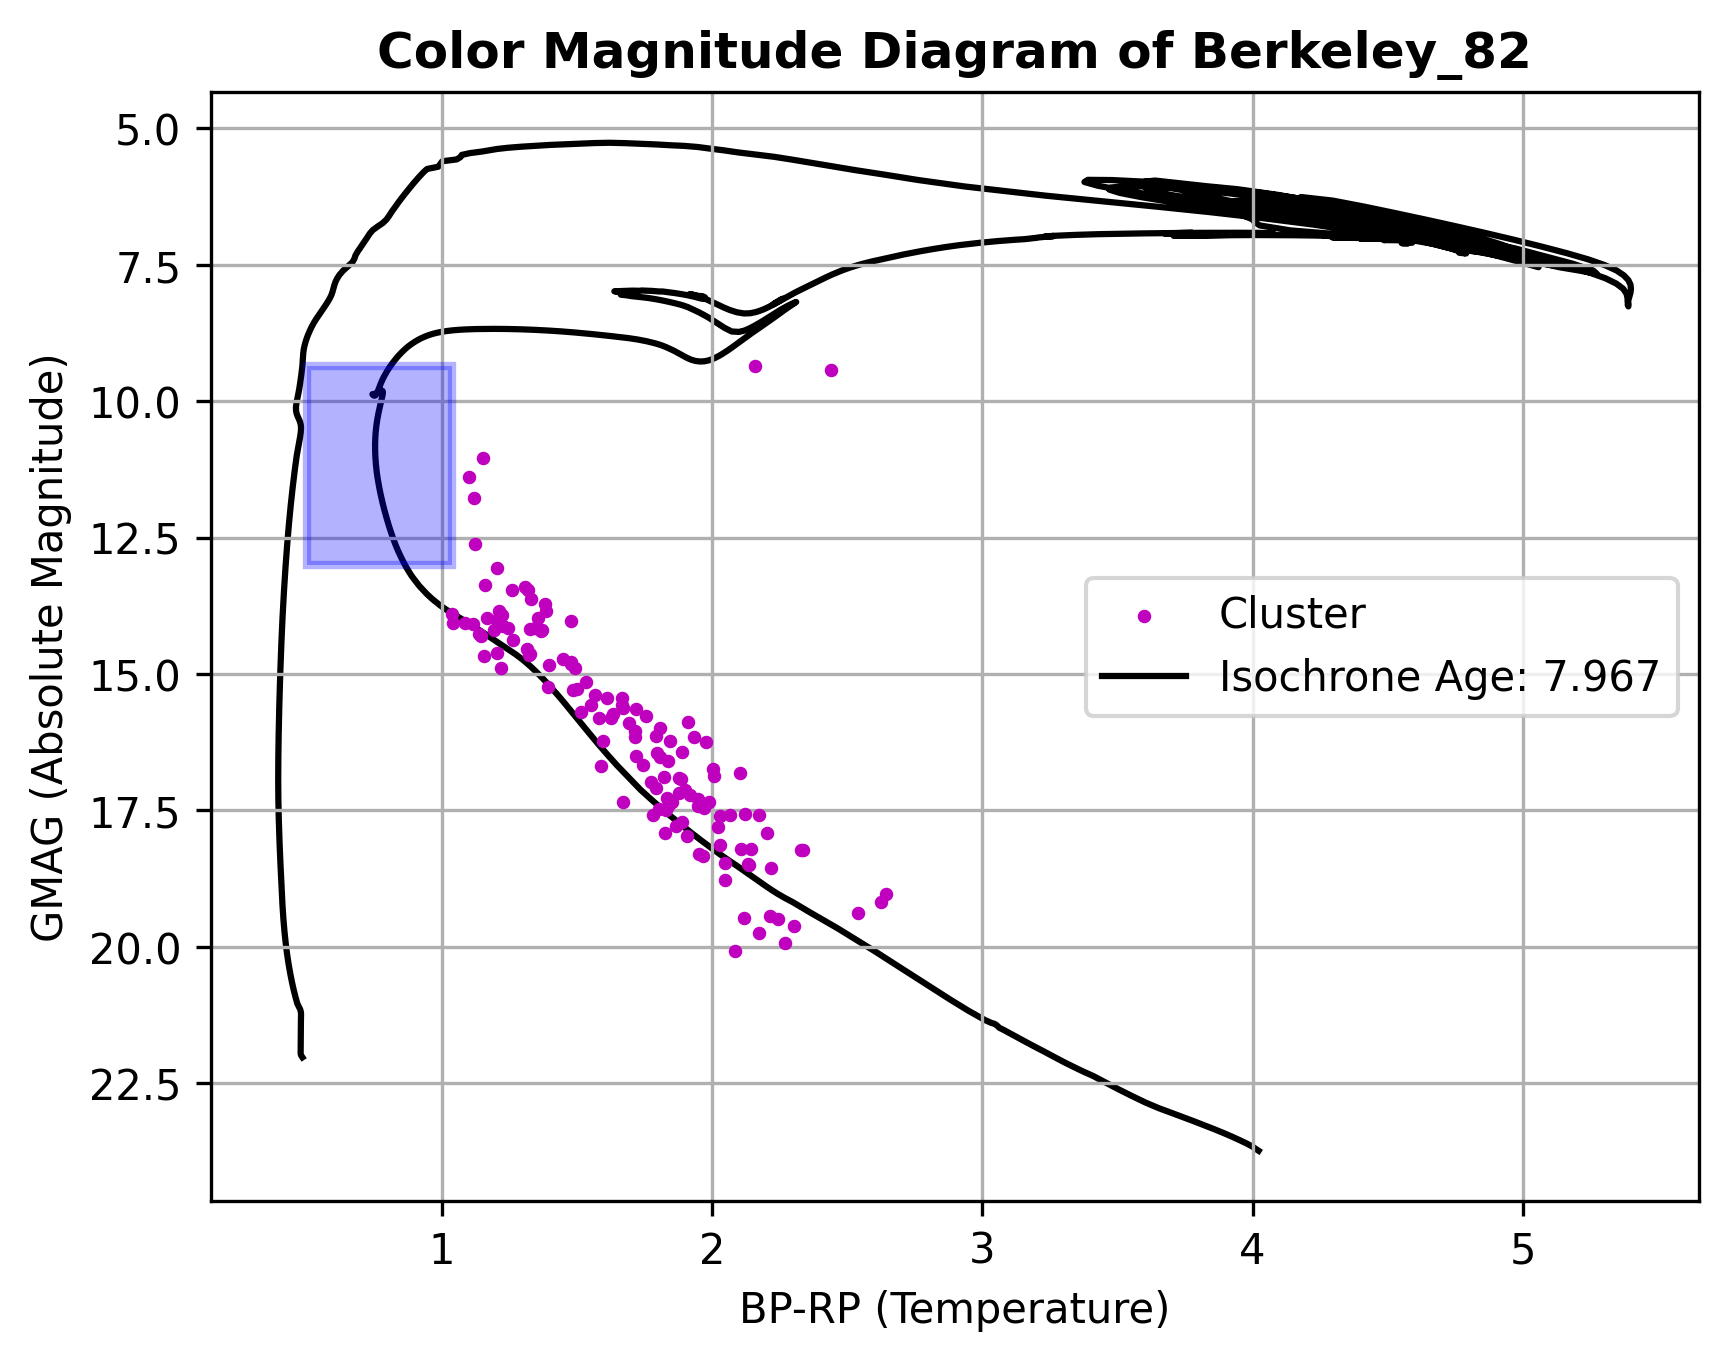 Color Magnitude Diagram of Berkeley_82
GMAG (Absolute Magnitude)
5.0
7.5
10.0
12.5
15.0
17.5
20.0
22.5
Cluster
Isochrone Age: 7.967
1 2 3 4 5
BP-RP (Temperature)